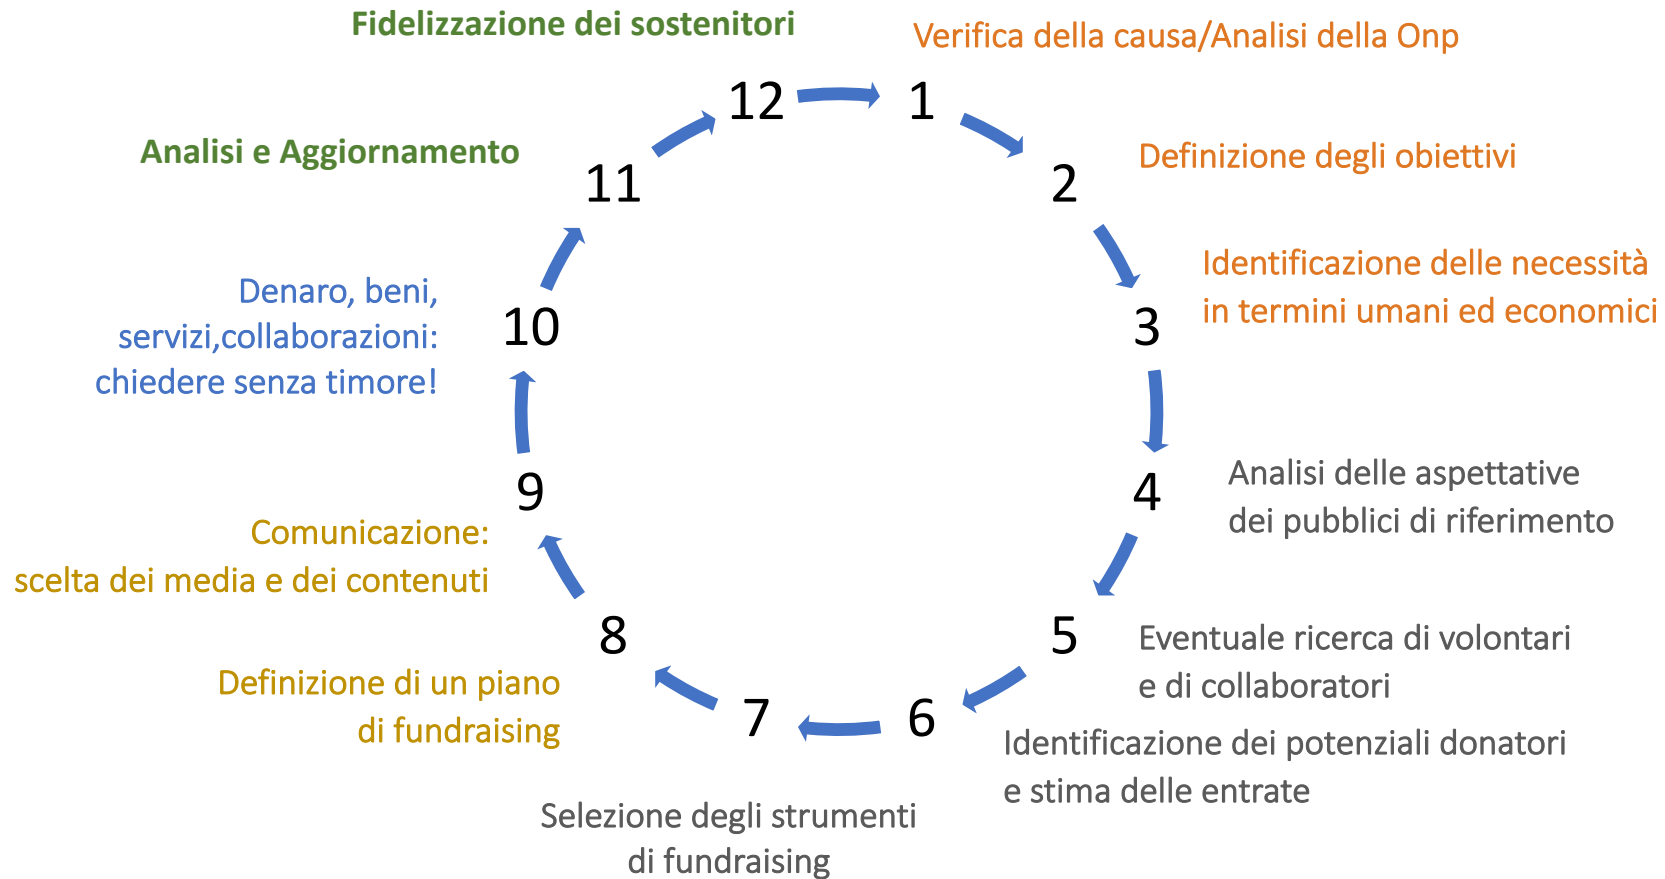 Fidelizzazione dei sostenitori
12
1
Verifica della causa/Analisi della Onp
2
Definizione degli obiettivi
3
Identificazione delle necessità
in termini umani ed economici
4
Analisi delle aspettative
dei pubblici di riferimento
5
Eventuale ricerca di volontari
e di collaboratori
6
Identificazione dei potenziali donatori
e stima delle entrate
7
Selezione degli strumenti
di fundraising
8
Definizione di un piano
di fundraising
9
Comunicazione:
scelta dei media e dei contenuti
10
Denaro, beni,
servizi,collaborazioni:
chiedere senza timore!
11
Analisi e Aggiornamento